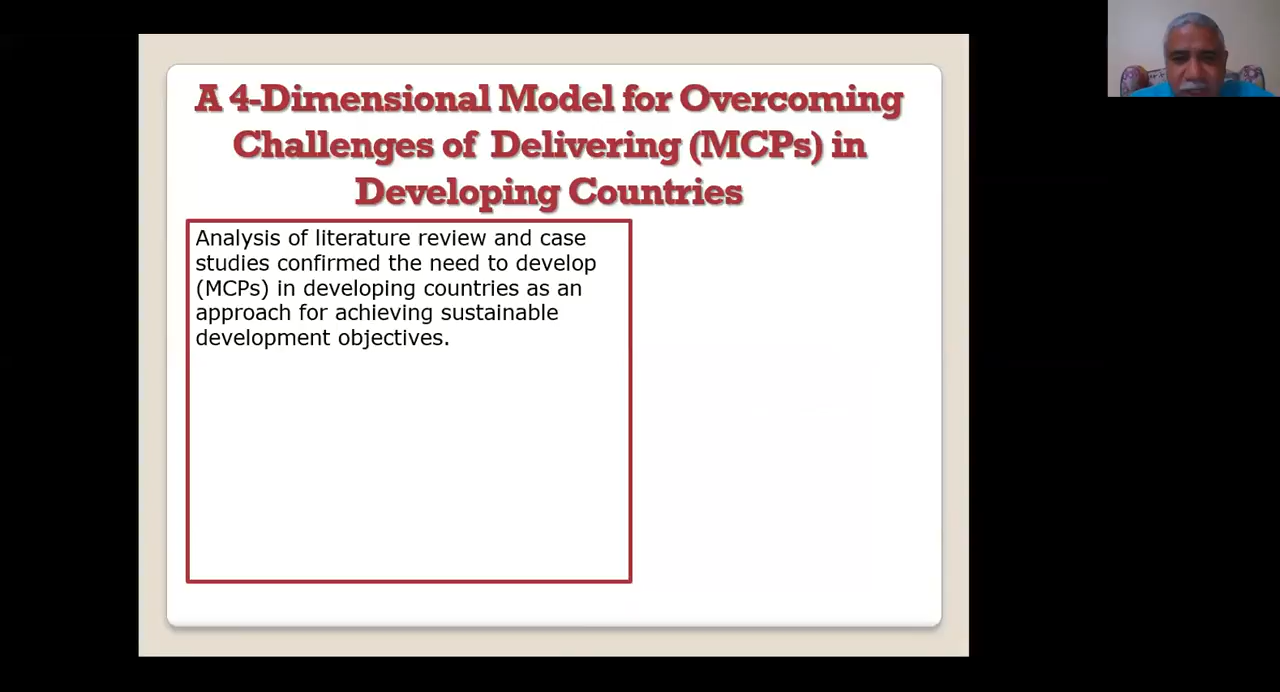 A 4-Dimensional Model for Overcoming
Challenges of Delivering (MCPs) in
Developing Countries
Analysis of literature review and case
studies confirmed the need to develop
(MCPs) in developing countries as an
approach for achieving sustainable
development objectives.